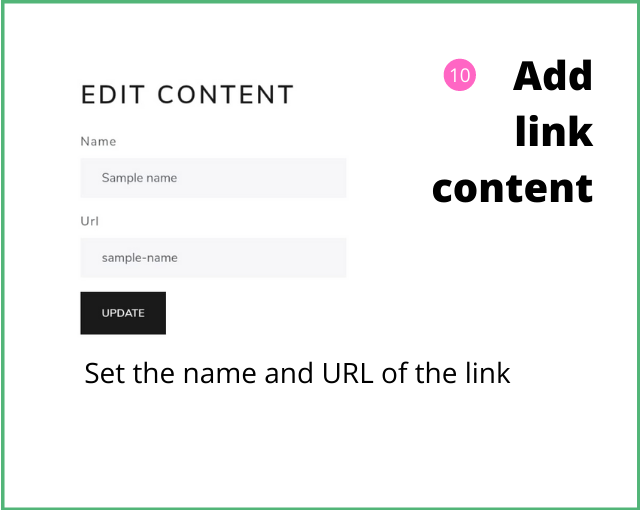 10
Add
link
content
EDIT CONTENT
Name
Sample name
Url
sample-name
UPDATE
Set the name and URL of the link